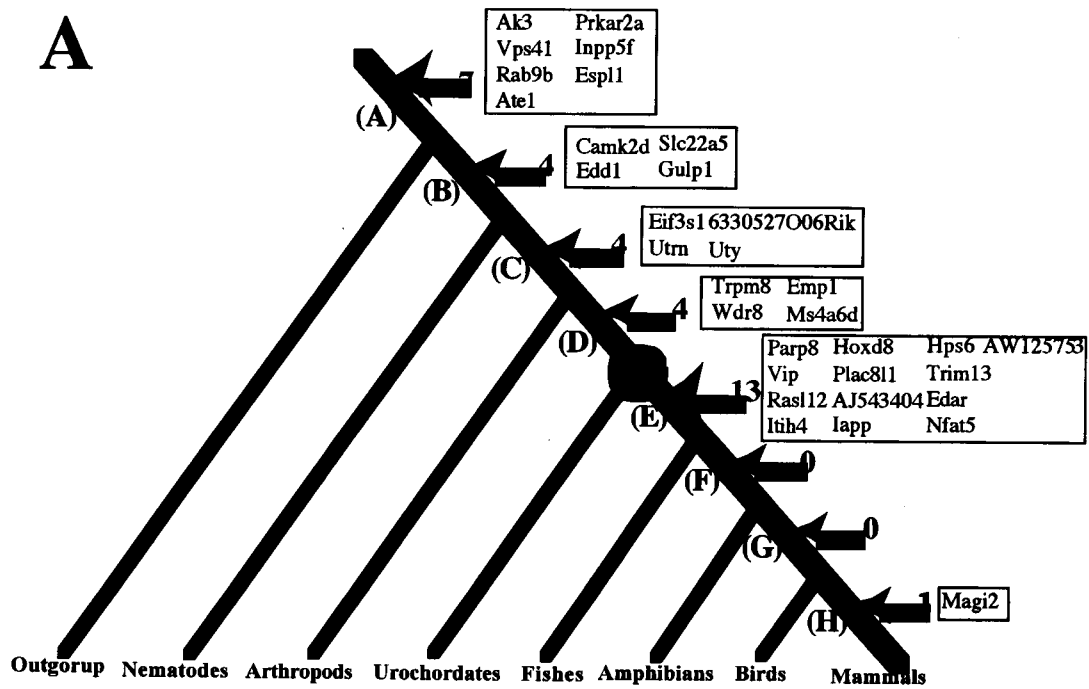 A
Ak3 Prkar2a
Vps41 Inpp5f
Rab9b Espl1
Ate1
7
(A)
Camk2d Slc22a5
Edd1 Gulp1
4
(B)
Eif3s1 6330527O06Rik
Utrn Uty
4
(C)
Trpm8 Emp1
Wdr8 Ms4a6d
4
(D)
Parp8 Hoxd8 Hps6 AW125753
Vip Plac8l1 Trim13
Rasl12 AJ543404 Edar
Itih4 Iapp Nfat5
13
(E)
0
(F)
0
(G)
1
Magi2
(H)
Outgorup Nematodes Arthropods Urochordates Fishes Amphibians Birds Mammals